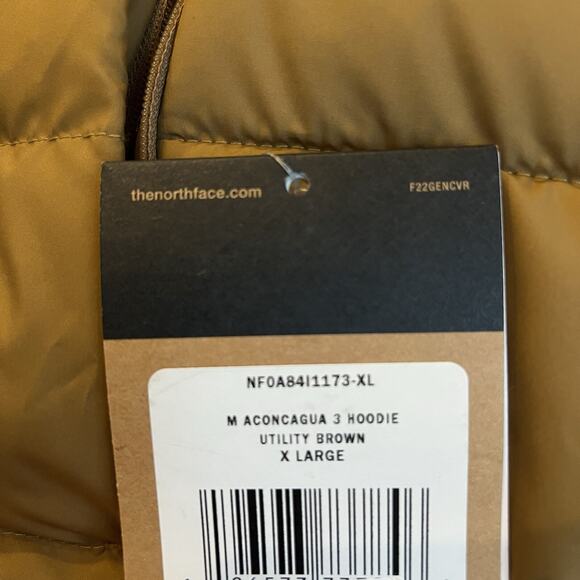 thenorthface.com
F22GENCVR
NF0A84I1173-XL
M ACONCAGUA 3 HOODIE
UTILITY BROWN
X LARGE